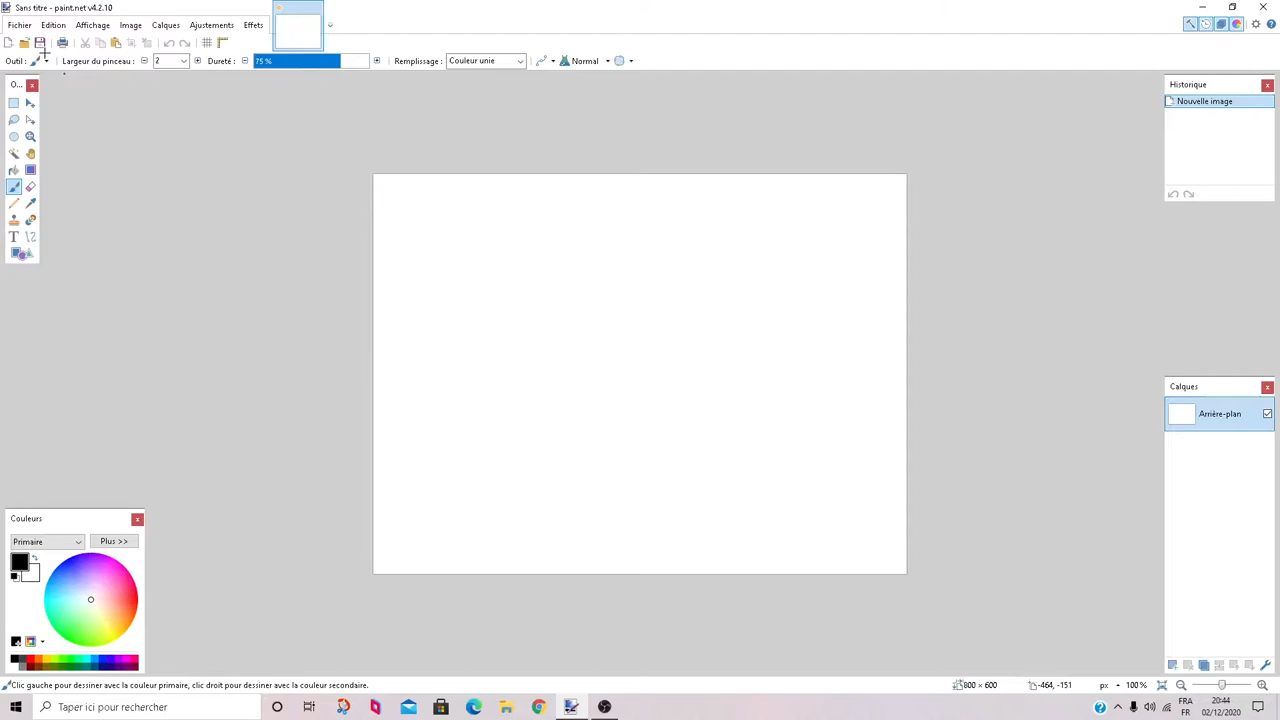 Sans titre - paint.net v4.2.10
Fichier Edition Affichage Image Calques Ajustements Effets
Outil : Largeur du pinceau : 2 Dureté : 75 % Remplissage : Couleur unie Normal
O...
Historique
Nouvelle image
Calques
Arrière-plan
Couleurs
Primaire Plus >>
Clic gauche pour dessiner avec la couleur primaire, clic droit pour dessiner avec la couleur secondaire. 800 × 600 -464, -151 px 100 %
Taper ici pour rechercher
FRA
FR
20:44
02/12/2020